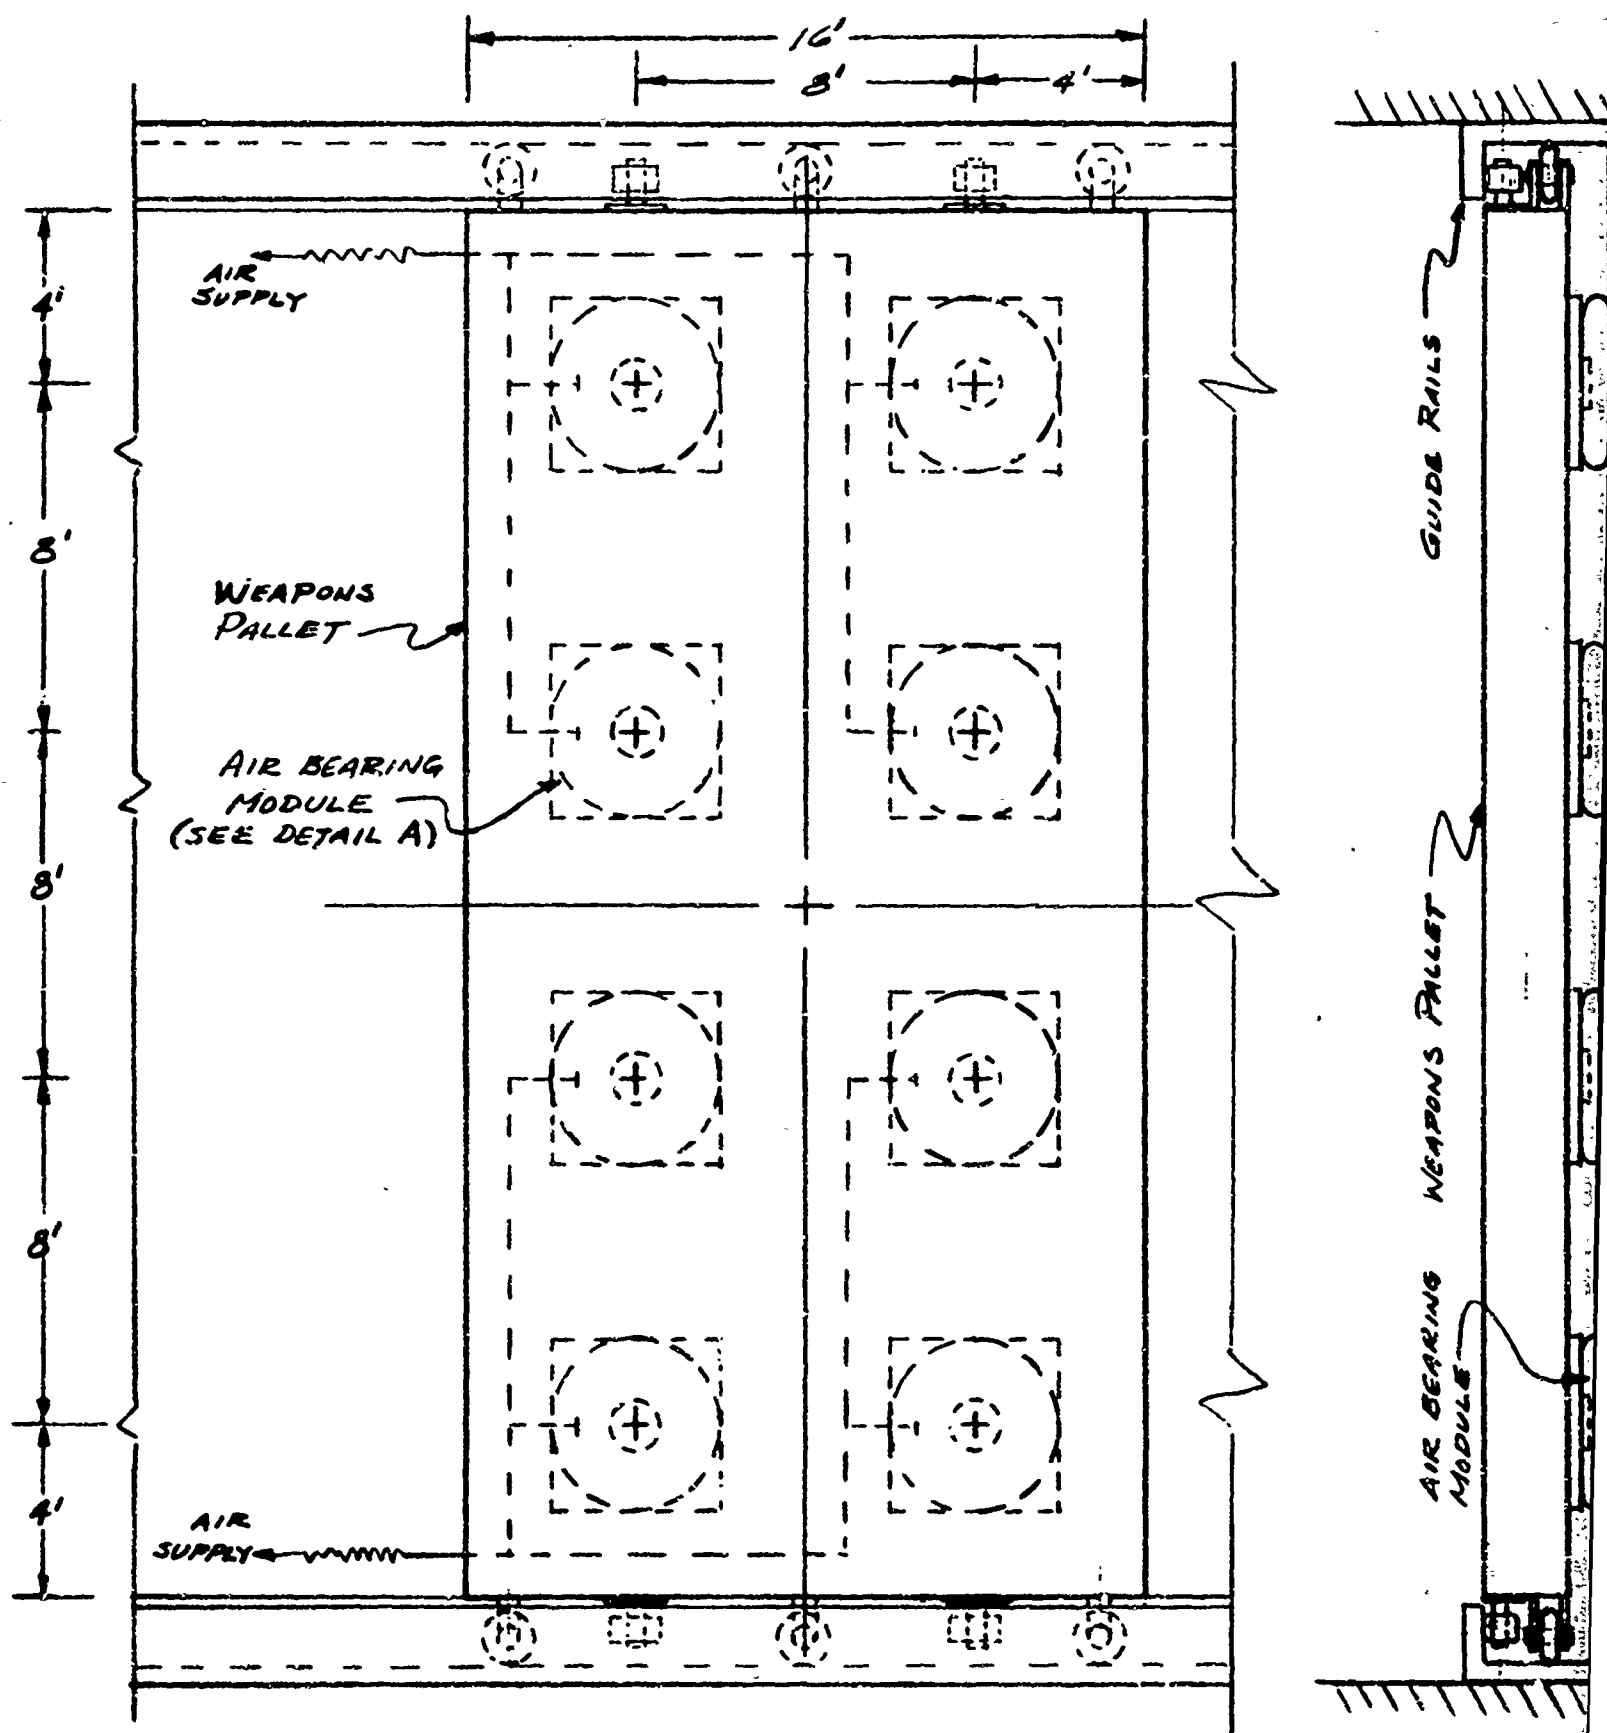 16'
8'
4'
AIR
SUPPLY
4'
8'
WEAPONS
PALLET
AIR BEARING
MODULE
(SEE DETAIL A)
8'
8'
4'
AIR
SUPPLY
GUIDE RAILS
WEAPONS PALLET
AIR BEARING
MODULE